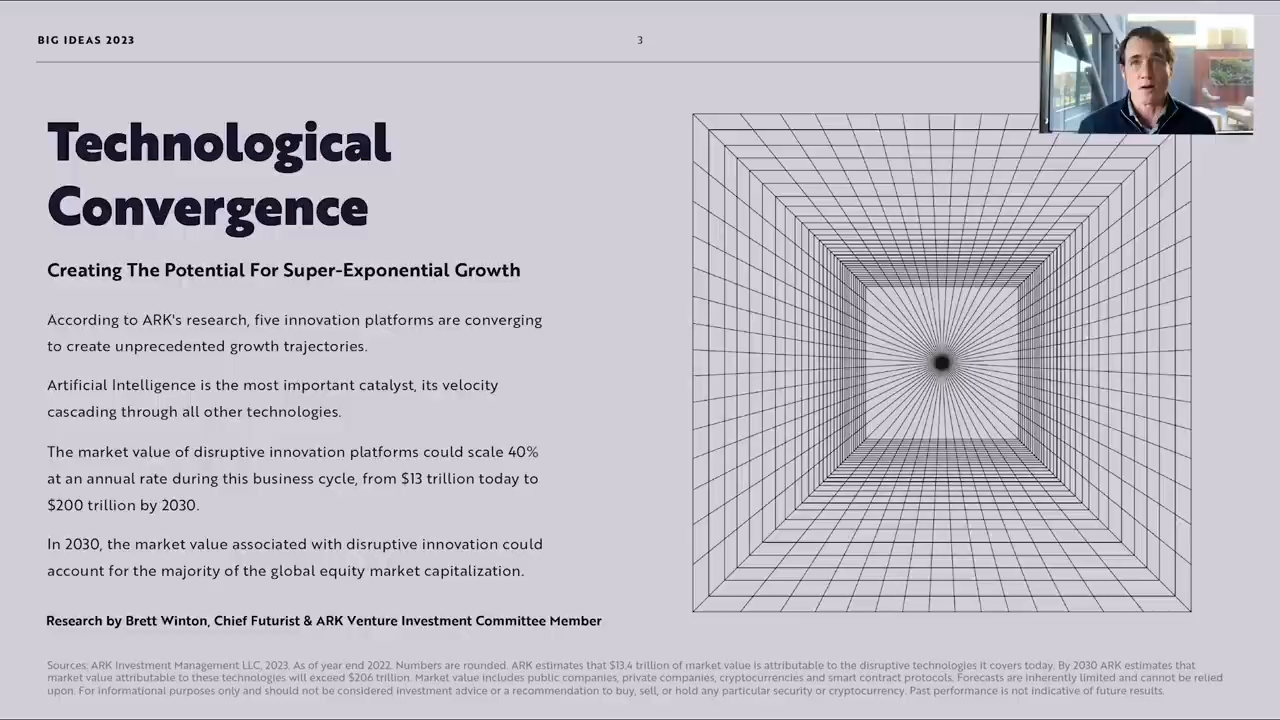 BIG IDEAS 2023
3
Technological
Convergence
Creating The Potential For Super-Exponential Growth
According to ARK's research, five innovation platforms are converging
to create unprecedented growth trajectories.
Artificial Intelligence is the most important catalyst, its velocity
cascading through all other technologies.
The market value of disruptive innovation platforms could scale 40%
at an annual rate during this business cycle, from $13 trillion today to
$200 trillion by 2030.
In 2030, the market value associated with disruptive innovation could
account for the majority of the global equity market capitalization.
Research by Brett Winton, Chief Futurist & ARK Venture Investment Committee Member
Sources: ARK Investment Management LLC, 2023. As of year end 2022. Numbers are rounded. ARK estimates that $13.4 trillion of market value is attributable to the disruptive technologies it covers today. By 2030 ARK estimates that
market value attributable to these technologies will exceed $206 trillion. Market value includes public companies, private companies, cryptocurrencies and smart contract protocols. Forecasts are inherently limited and cannot be relied
upon. For informational purposes only and should not be considered investment advice or a recommendation to buy, sell, or hold any particular security or cryptocurrency. Past performance is not indicative of future results.